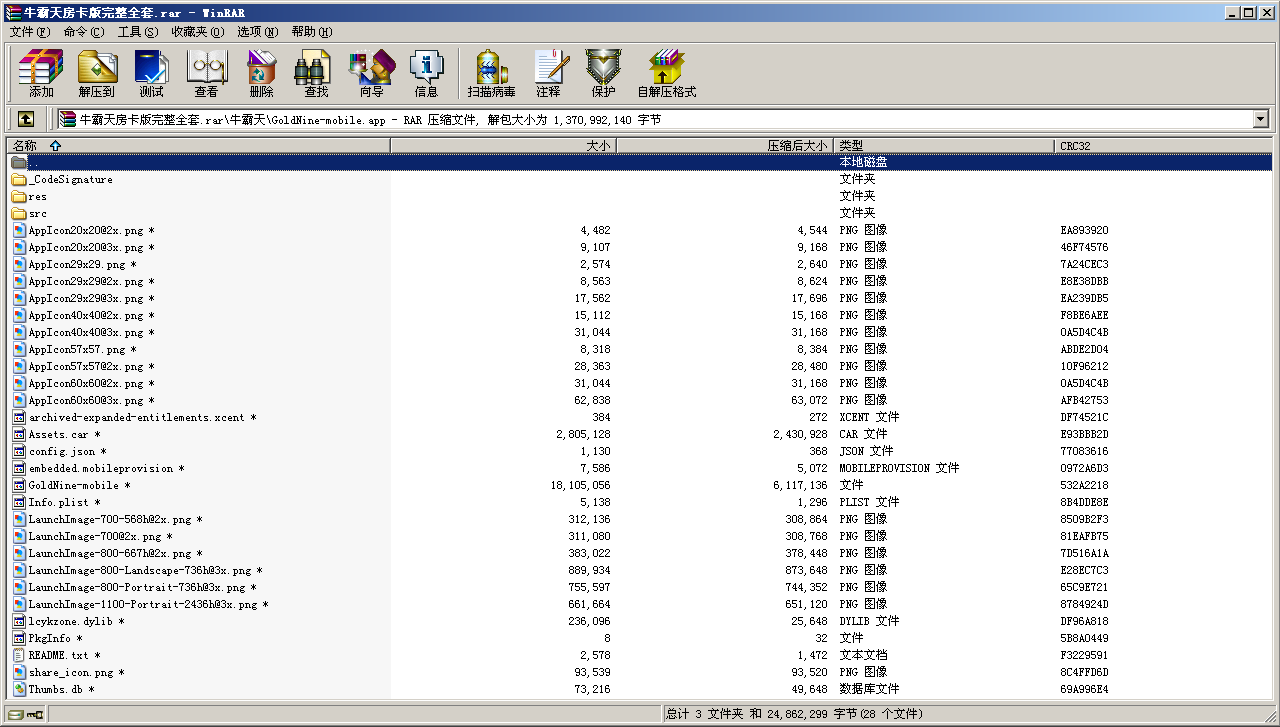 牛霸天房卡版完整全套.rar - WinRAR
文件(F) 命令(C) 工具(S) 收藏夹(O) 选项(N) 帮助(H)
添加 解压到 测试 查看 删除 查找 向导 信息 扫描病毒 注释 保护 自解压格式
牛霸天房卡版完整全套.rar\牛霸天\GoldNine-mobile.app - RAR 压缩文件, 解包大小为 1,370,992,140 字节
名称 大小 压缩后大小 类型 CRC32
.. 本地磁盘
_CodeSignature 文件夹
res 文件夹
src 文件夹
AppIcon20x20@2x.png * 4,482 4,544 PNG 图像 EA893920
AppIcon20x20@3x.png * 9,107 9,168 PNG 图像 46F74576
AppIcon29x29.png * 2,574 2,640 PNG 图像 7A24CEC3
AppIcon29x29@2x.png * 8,563 8,624 PNG 图像 E8E38DBB
AppIcon29x29@3x.png * 17,562 17,696 PNG 图像 EA239DB5
AppIcon40x40@2x.png * 15,112 15,168 PNG 图像 F8BE6AEE
AppIcon40x40@3x.png * 31,044 31,168 PNG 图像 0A5D4C4B
AppIcon57x57.png * 8,318 8,384 PNG 图像 ABDE2D04
AppIcon57x57@2x.png * 28,363 28,480 PNG 图像 10F96212
AppIcon60x60@2x.png * 31,044 31,168 PNG 图像 0A5D4C4B
AppIcon60x60@3x.png * 62,838 63,072 PNG 图像 AFB42753
archived-expanded-entitlements.xcent * 384 272 XCENT 文件 DF74521C
Assets.car * 2,805,128 2,430,928 CAR 文件 E93BBB2D
config.json * 1,130 368 JSON 文件 77083616
embedded.mobileprovision * 7,586 5,072 MOBILEPROVISION 文件 0972A6D3
GoldNine-mobile * 18,105,056 6,117,136 文件 532A2218
Info.plist * 5,138 1,296 PLIST 文件 8B4DDE8E
LaunchImage-700-568h@2x.png * 312,136 308,864 PNG 图像 8509B2F3
LaunchImage-700@2x.png * 311,080 308,768 PNG 图像 81EAFB75
LaunchImage-800-667h@2x.png * 383,022 378,448 PNG 图像 7D516A1A
LaunchImage-800-Landscape-736h@3x.png * 889,934 873,648 PNG 图像 E28EC7C3
LaunchImage-800-Portrait-736h@3x.png * 755,597 744,352 PNG 图像 65C9E721
LaunchImage-1100-Portrait-2436h@3x.png * 661,664 651,120 PNG 图像 8784924D
lcykzone.dylib * 236,096 25,648 DYLIB 文件 DF96A818
PkgInfo * 8 32 文件 5B8A0449
README.txt * 2,578 1,472 文本文档 F3229591
share_icon.png * 93,539 93,520 PNG 图像 8C4FFD6D
Thumbs.db * 73,216 49,648 数据库文件 69A996E4
总计 3 文件夹 和 24,862,299 字节(28 个文件)